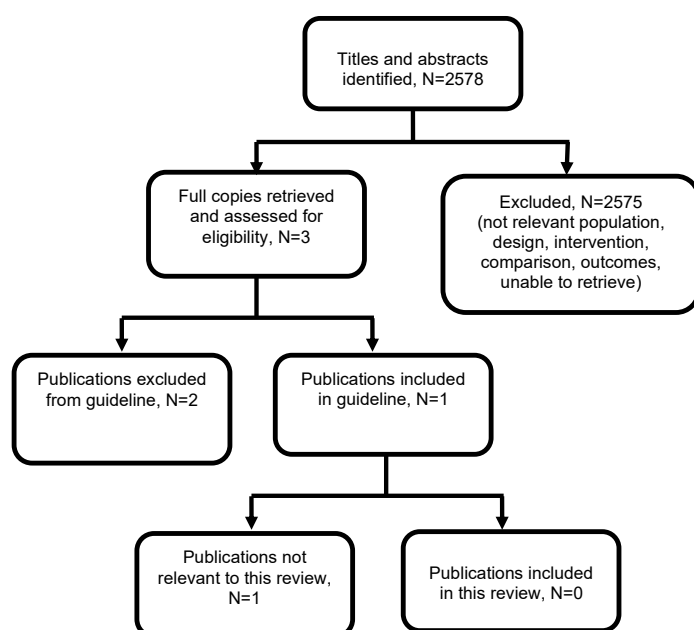 Titles and abstracts
identified, N=2578
Full copies retrieved
and assessed for
eligibility, N=3
Excluded, N=2575
(not relevant population,
design, intervention,
comparison, outcomes,
unable to retrieve)
Publications excluded
from guideline, N=2
Publications included
in guideline, N=1
Publications not
relevant to this review,
N=1
Publications included
in this review, N=0